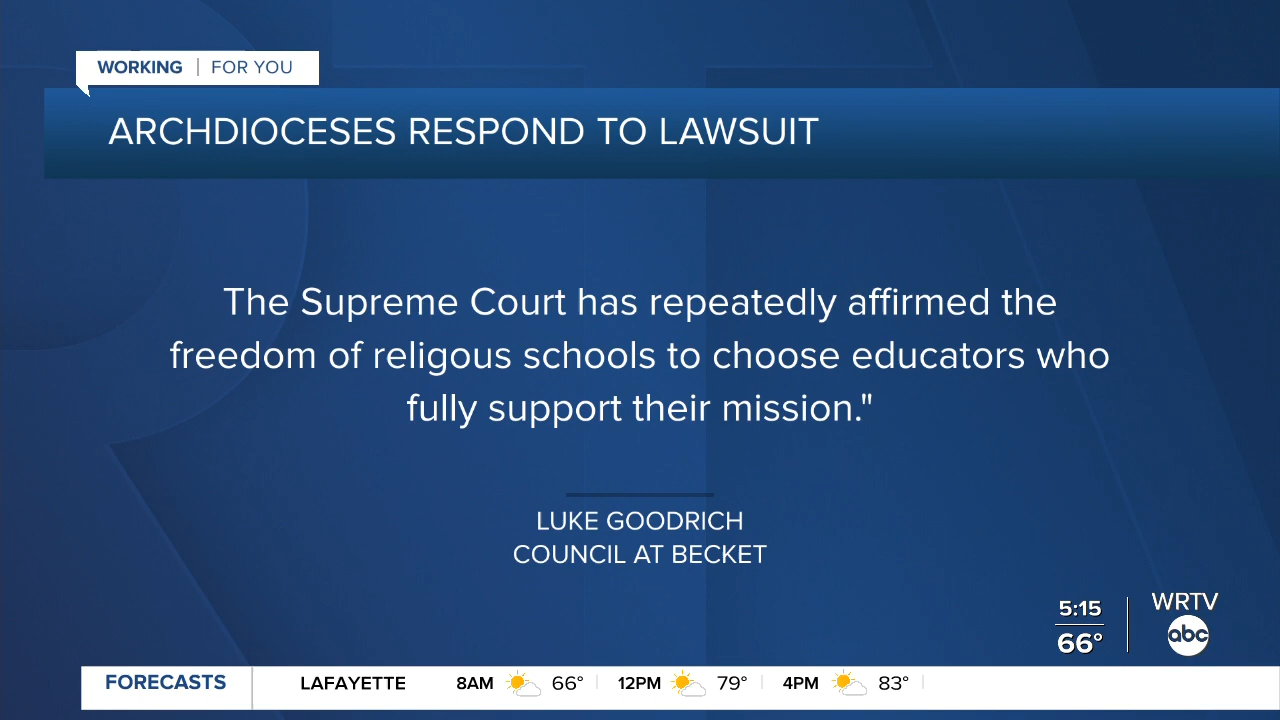 WORKING | FOR YOU
ARCHDIOCESES RESPOND TO LAWSUIT
The Supreme Court has repeatedly affirmed the
freedom of religous schools to choose educators who
fully support their mission."
LUKE GOODRICH
COUNCIL AT BECKET
5:15
66°
WRTV
abc
FORECASTS LAFAYETTE 8AM 66° 12PM 79° 4PM 83°